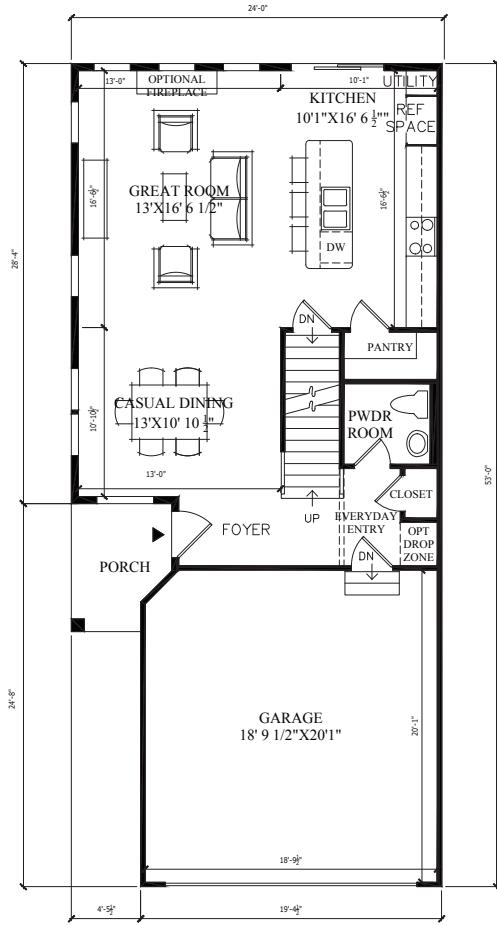 24'-0"
13'-0"
OPTIONAL
FIREPLACE
10'-1"
UTILITY
KITCHEN
10'1"X16' 6 1/2""
REF
SPACE
GREAT ROOM
13'X16' 6 1/2"
16'-6½"
16'-6½"
DW
28'-4"
DN
PANTRY
CASUAL DINING
13'X10' 10 1/2"
10'-10½"
PWDR
ROOM
13'-0"
53'-0"
CLOSET
UP
EVERYDAY
ENTRY
FOYER
OPT
DROP
ZONE
DN
PORCH
24'-8"
GARAGE
18' 9 1/2"X20'1"
20'-1"
18'-9½"
4'-5½"
19'-4½"